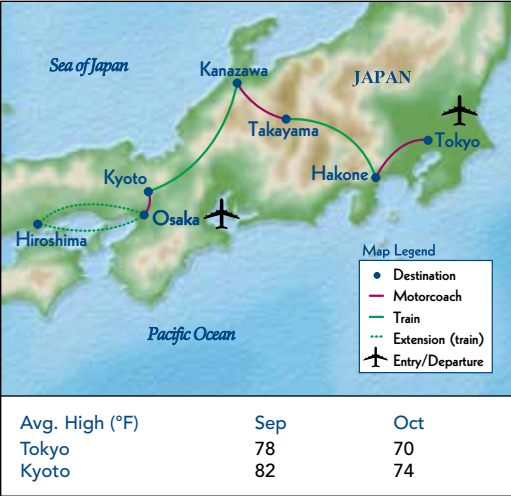 Sea of Japan
Kanazawa
JAPAN
Takayama
Tokyo
Kyoto
Hakone
Osaka
Hiroshima
Map Legend
Destination
Motorcoach
Train
Extension (train)
Entry/Departure
Pacific Ocean
Avg. High (°F) Sep Oct
Tokyo 78 70
Kyoto 82 74